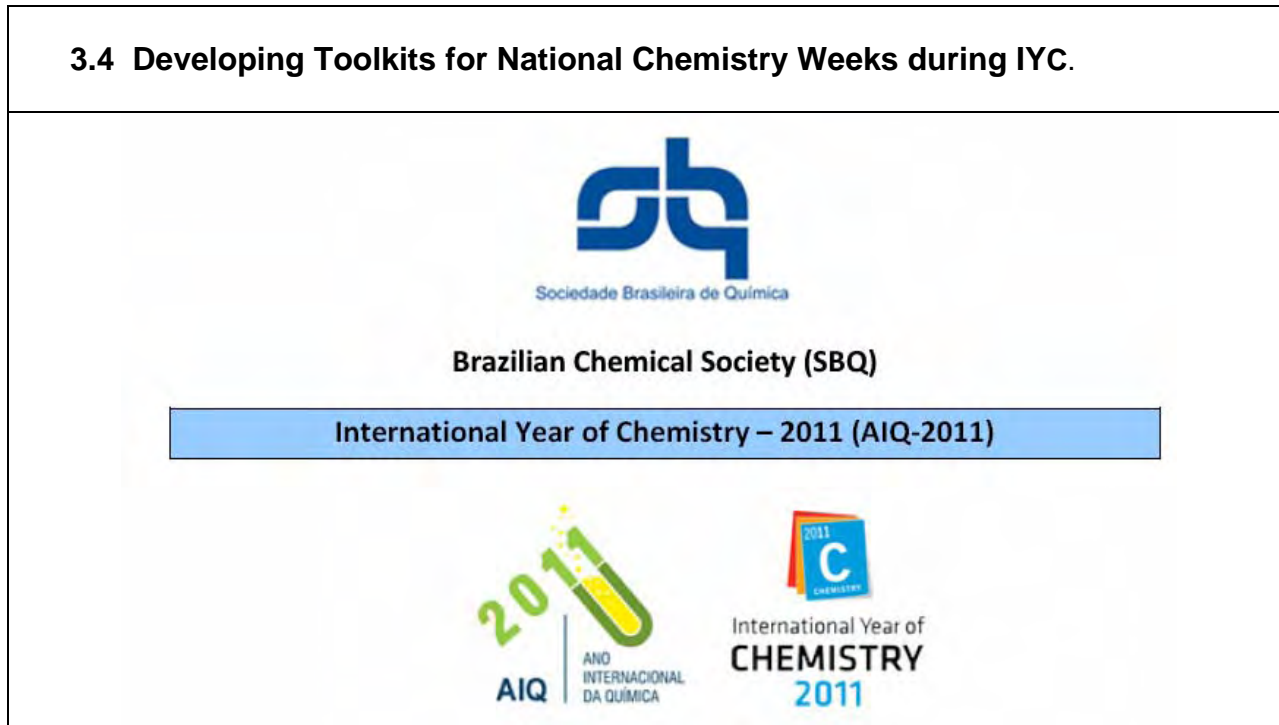 3.4 Developing Toolkits for National Chemistry Weeks during IYC.
sbq
Sociedade Brasileira de Química
Brazilian Chemical Society (SBQ)
International Year of Chemistry – 2011 (AIQ-2011)
2011
AIQ
ANO
INTERNACIONAL
DA QUÍMICA
2011
C
CHEMISTRY
International Year of
CHEMISTRY
2011